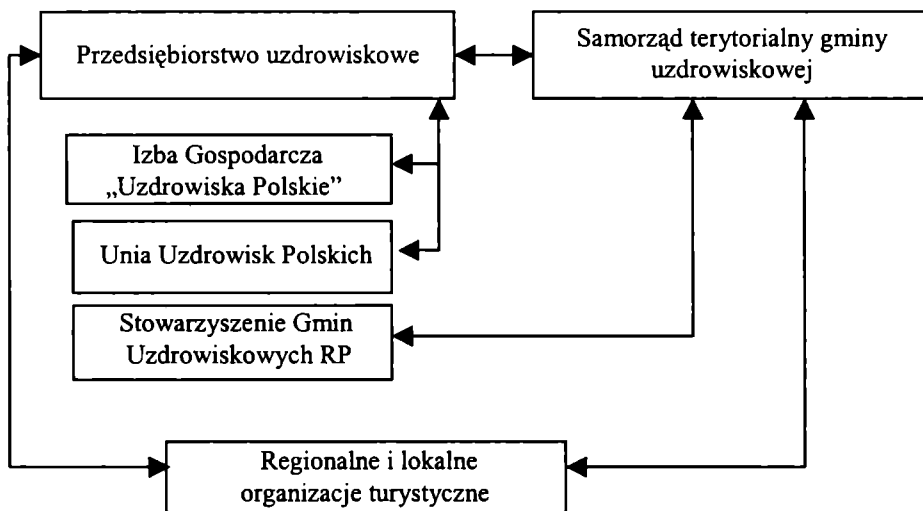 Przedsiębiorstwo uzdrowiskowe
Samorząd terytorialny gminy
uzdrowiskowej
Izba Gospodarcza
„Uzdrowiska Polskie”
Unia Uzdrowisk Polskich
Stowarzyszenie Gmin
Uzdrowiskowych RP
Regionalne i lokalne
organizacje turystyczne